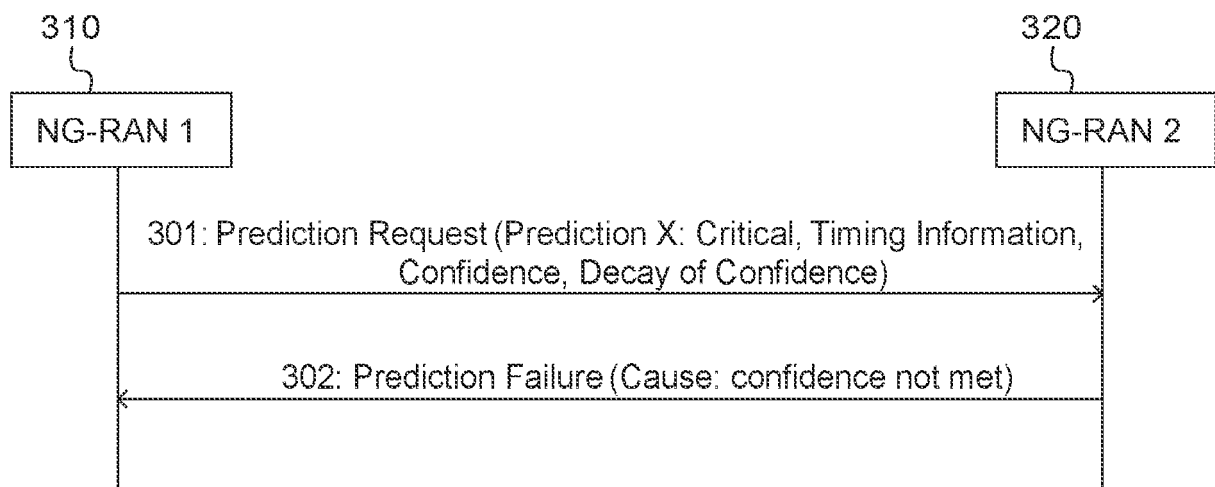 310
320
NG-RAN 1
NG-RAN 2
301: Prediction Request (Prediction X: Critical, Timing Information,
Confidence, Decay of Confidence)
302: Prediction Failure (Cause: confidence not met)